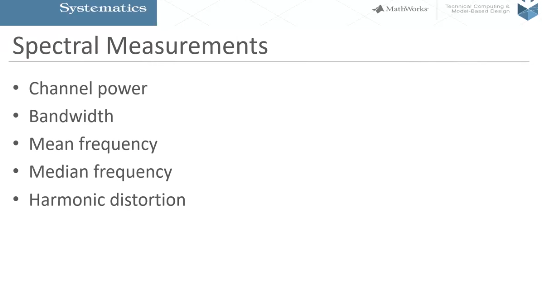 Systematics
MathWorks
Technical Computing &
Model-Based Design
Spectral Measurements
• Channel power
• Bandwidth
• Mean frequency
• Median frequency
• Harmonic distortion